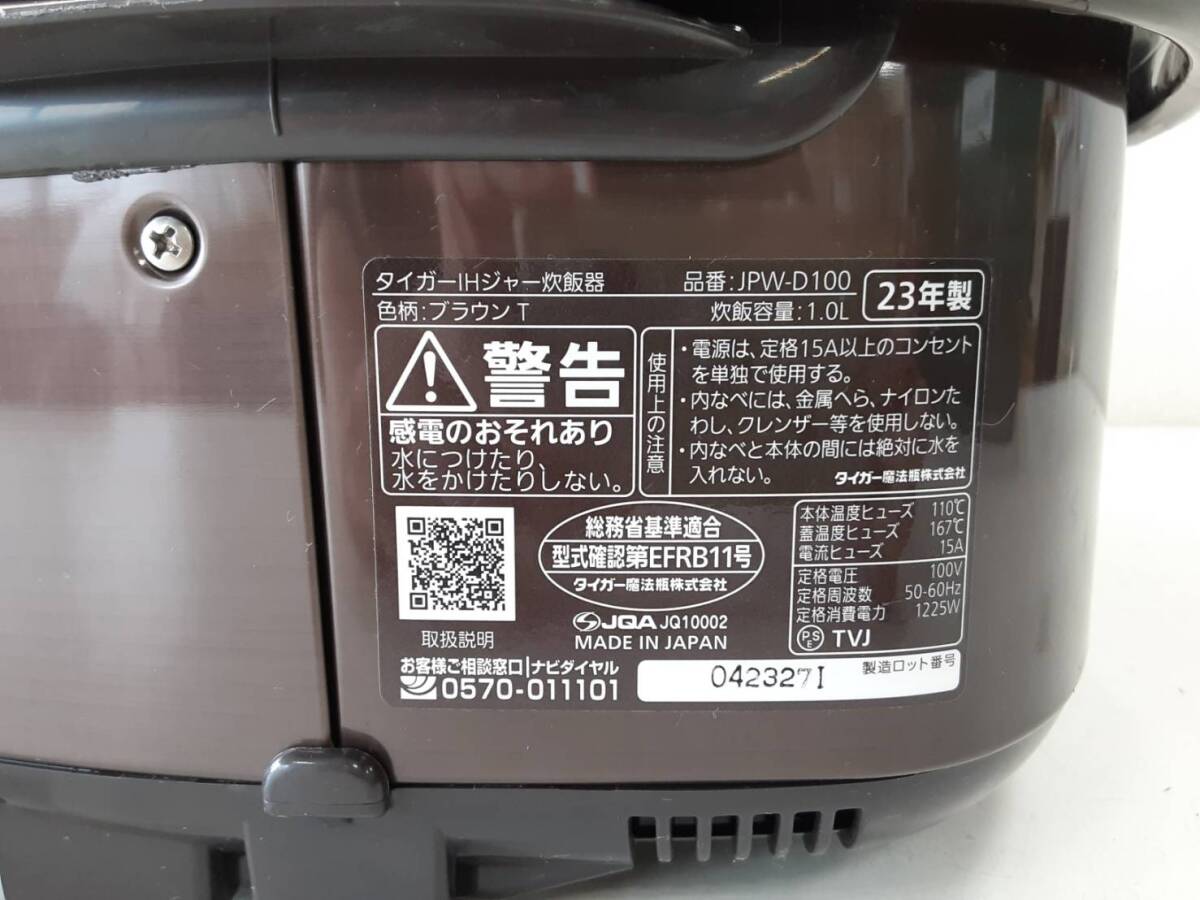 タイガーIHジャー炊飯器 品番:JPW-D100
色柄:ブラウン T 炊飯容量:1.0L
23年製
警告
感電のおそれあり
水につけたり、
水をかけたりしない。
使用上の注意
・電源は、定格15A以上のコンセント
を単独で使用する。
・内なべには、金属へら、ナイロンた
わし、クレンザー等を使用しない。
・内なべと本体の間には絶対に水を
入れない。
タイガー魔法瓶株式会社
取扱説明
総務省基準適合
型式確認第EFRB11号
タイガー魔法瓶株式会社
JQA JQ10002
MADE IN JAPAN
本体温度ヒューズ 110℃
蓋温度ヒューズ 167℃
電流ヒューズ 15A
定格電圧 100V
定格周波数 50-60Hz
定格消費電力 1225W
PSE TVJ
お客様ご相談窓口 ナビダイヤル
0570-011101
042327I 製造ロット番号